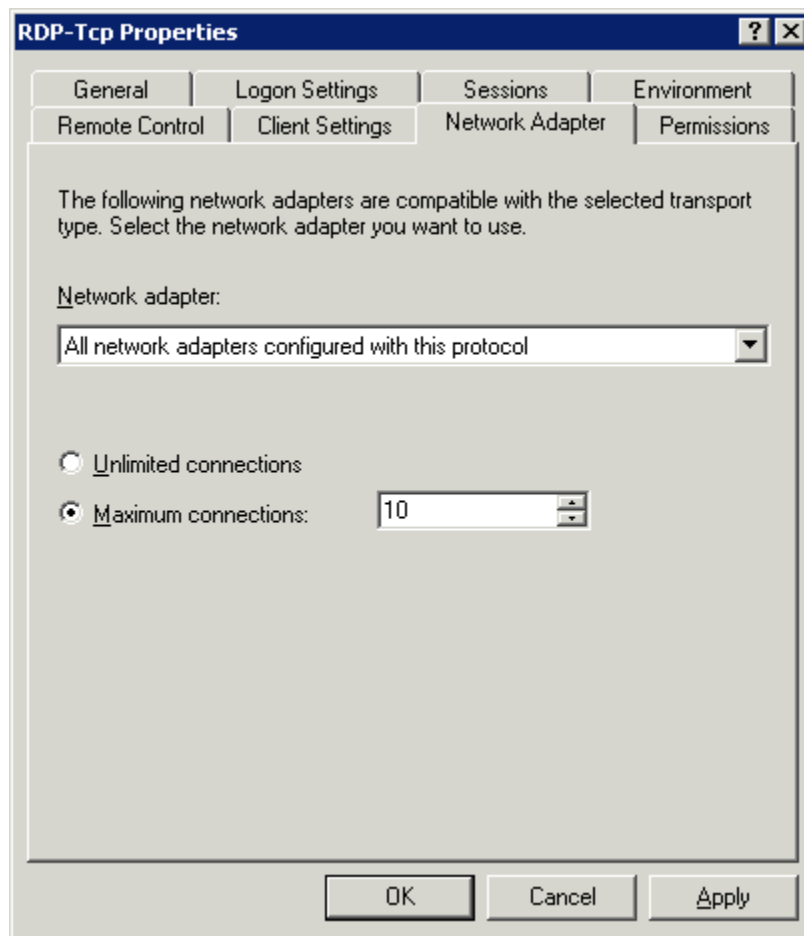 RDP-Tcp Properties
General Logon Settings Sessions Environment
Remote Control Client Settings Network Adapter Permissions
The following network adapters are compatible with the selected transport
type. Select the network adapter you want to use.
Network adapter:
All network adapters configured with this protocol
Unlimited connections
Maximum connections: 10
OK Cancel Apply